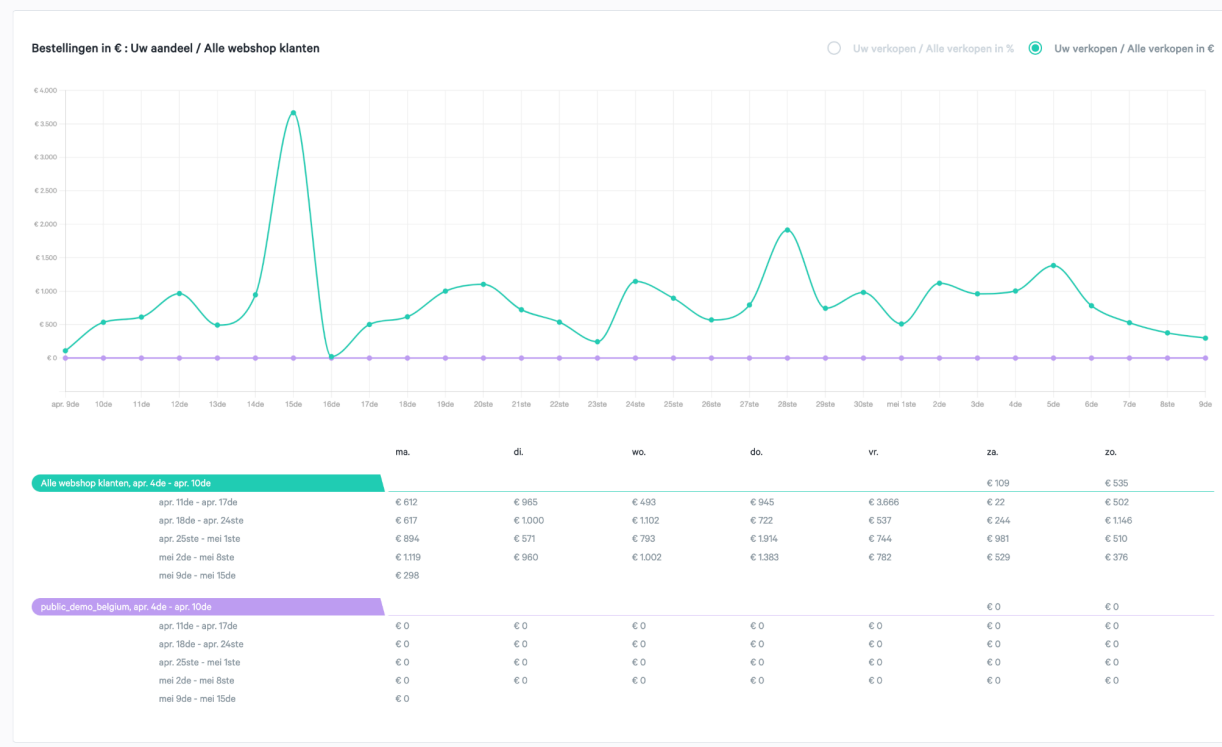 Bestellingen in € : Uw aandeel / Alle webshop klanten
Uw verkopen / Alle verkopen in %
Uw verkopen / Alle verkopen in €
€ 4.000
€ 3.500
€ 3.000
€ 2.500
€ 2.000
€ 1.500
€ 1.000
€ 500
€ 0
apr. 9de 10de 11de 12de 13de 14de 15de 16de 17de 18de 19de 20ste 21ste 22ste 23ste 24ste 25ste 26ste 27ste 28ste 29ste 30ste mei 1ste 2de 3de 4de 5de 6de 7de 8ste 9de
ma. di. wo. do. vr. za. zo.
Alle webshop klanten, apr. 4de - apr. 10de € 109 € 535
apr. 11de - apr. 17de € 612 € 965 € 493 € 945 € 3.666 € 22 € 502
apr. 18de - apr. 24ste € 617 € 1.000 € 1.102 € 722 € 537 € 244 € 1.146
apr. 25ste - mei 1ste € 894 € 571 € 793 € 1.914 € 744 € 981 € 510
mei 2de - mei 8ste € 1.119 € 960 € 1.002 € 1.383 € 782 € 529 € 376
mei 9de - mei 15de € 298
public_demo_belgium, apr. 4de - apr. 10de € 0 € 0
apr. 11de - apr. 17de € 0 € 0 € 0 € 0 € 0 € 0 € 0
apr. 18de - apr. 24ste € 0 € 0 € 0 € 0 € 0 € 0 € 0
apr. 25ste - mei 1ste € 0 € 0 € 0 € 0 € 0 € 0 € 0
mei 2de - mei 8ste € 0 € 0 € 0 € 0 € 0 € 0 € 0
mei 9de - mei 15de € 0